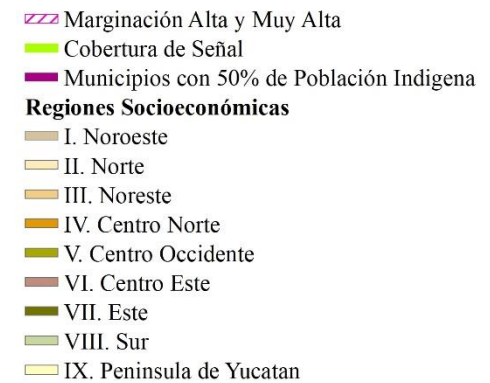 Marginación Alta y Muy Alta
Cobertura de Señal
Municipios con 50% de Población Indigena
Regiones Socioeconómicas
I. Noroeste
II. Norte
III. Noreste
IV. Centro Norte
V. Centro Occidente
VI. Centro Este
VII. Este
VIII. Sur
IX. Peninsula de Yucatan